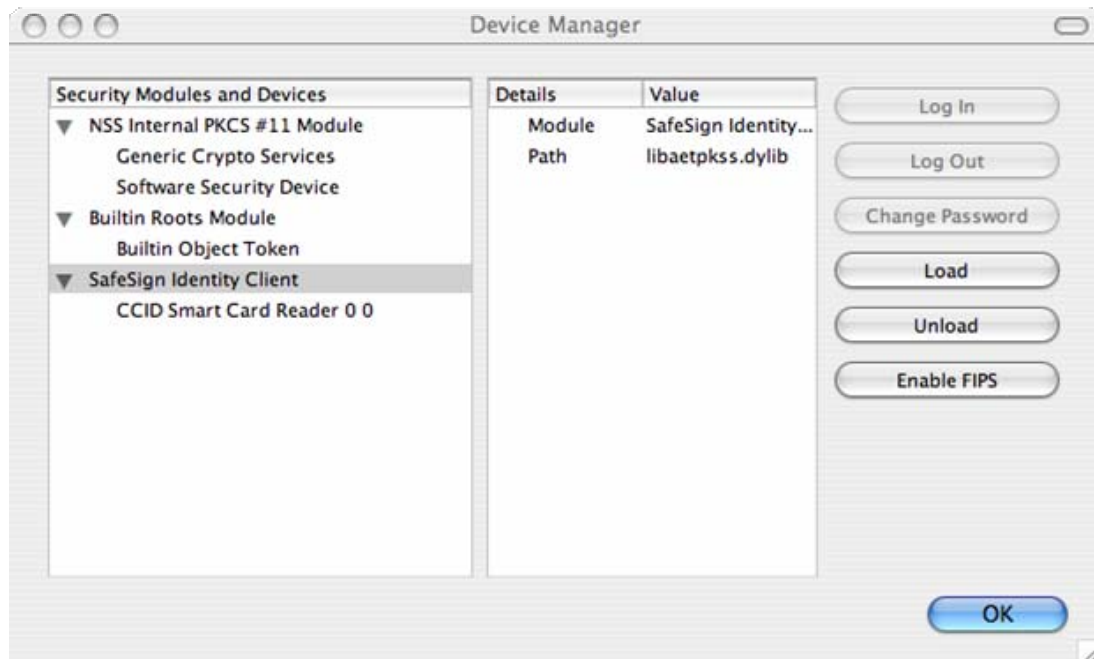 Device Manager
Security Modules and Devices
NSS Internal PKCS #11 Module
Generic Crypto Services
Software Security Device
Builtin Roots Module
Builtin Object Token
SafeSign Identity Client
CCID Smart Card Reader 0 0
Details Value
Module SafeSign Identity...
Path libaetpkss.dylib
Log In
Log Out
Change Password
Load
Unload
Enable FIPS
OK